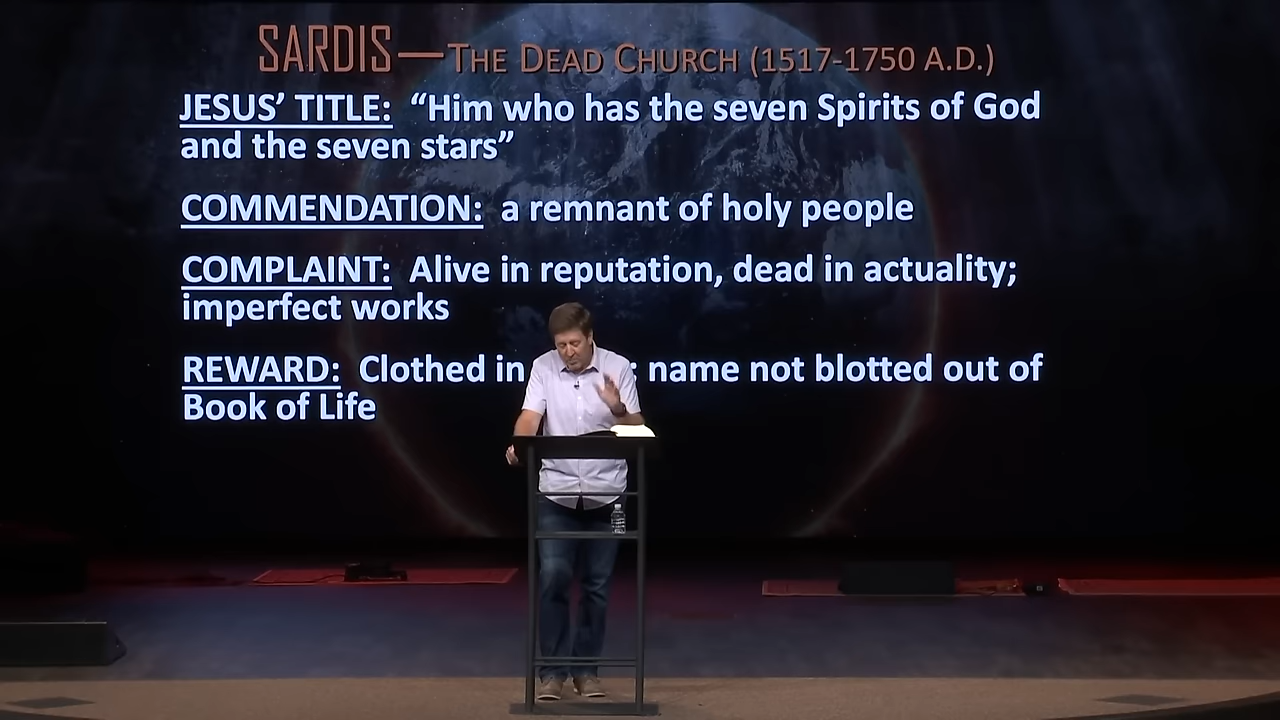 SARDIS—THE DEAD CHURCH (1517-1750 A.D.)
JESUS’ TITLE: “Him who has the seven Spirits of God
and the seven stars”
COMMENDATION: a remnant of holy people
COMPLAINT: Alive in reputation, dead in actuality;
imperfect works
REWARD: Clothed in ; name not blotted out of
Book of Life